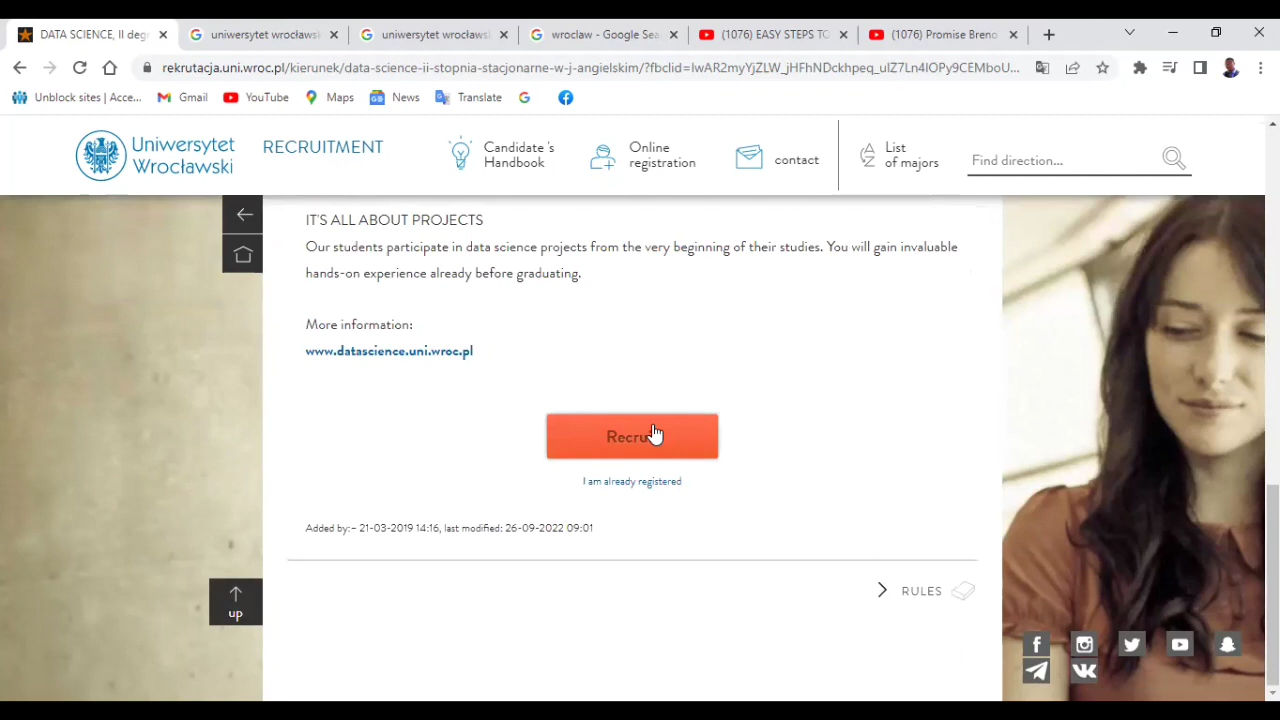 DATA SCIENCE, II deg
uniwersytet wrocławsk
uniwersytet wrocławsk
wroclaw - Google Sea
(1076) EASY STEPS TO
(1076) Promise Breno
rekrutacja.uni.wroc.pl/kierunek/data-science-ii-stopnia-stacjonarne-w-j-angielskim/?fbclid=IwAR2myYjZLW_jHFhNDckhpeq_uIZ7Ln4IOPy9CEMboU...
Unblock sites | Acce...
Gmail
YouTube
Maps
News
Translate
Uniwersytet
Wrocławski
RECRUITMENT
Candidate 's
Handbook
Online
registration
contact
List
of majors
Find direction...
IT'S ALL ABOUT PROJECTS
Our students participate in data science projects from the very beginning of their studies. You will gain invaluable
hands-on experience already before graduating.
More information:
www.datascience.uni.wroc.pl
I am already registered
Added by:– 21-03-2019 14:16, last modified: 26-09-2022 09:01
RULES
up